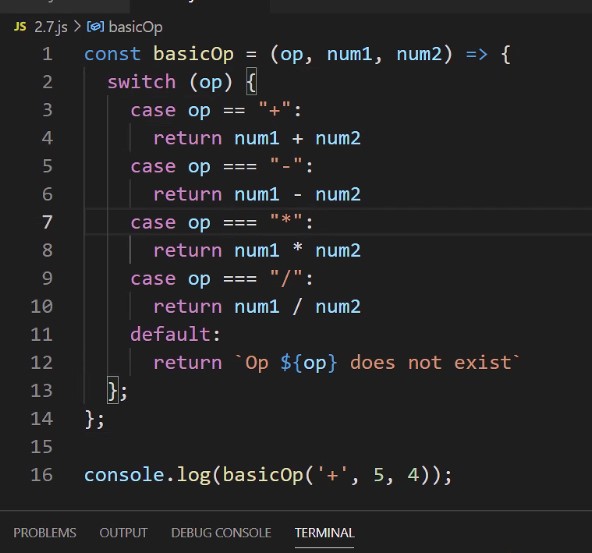 JS 2.7.js > basicOp
1 const basicOp = (op, num1, num2) => {
2 switch (op) {
3 case op == "+":
4 return num1 + num2
5 case op === "-":
6 return num1 - num2
7 case op === "*":
8 return num1 * num2
9 case op === "/":
10 return num1 / num2
11 default:
12 return `Op ${op} does not exist`
13 };
14 };
15
16 console.log(basicOp('+', 5, 4));
PROBLEMS OUTPUT DEBUG CONSOLE TERMINAL